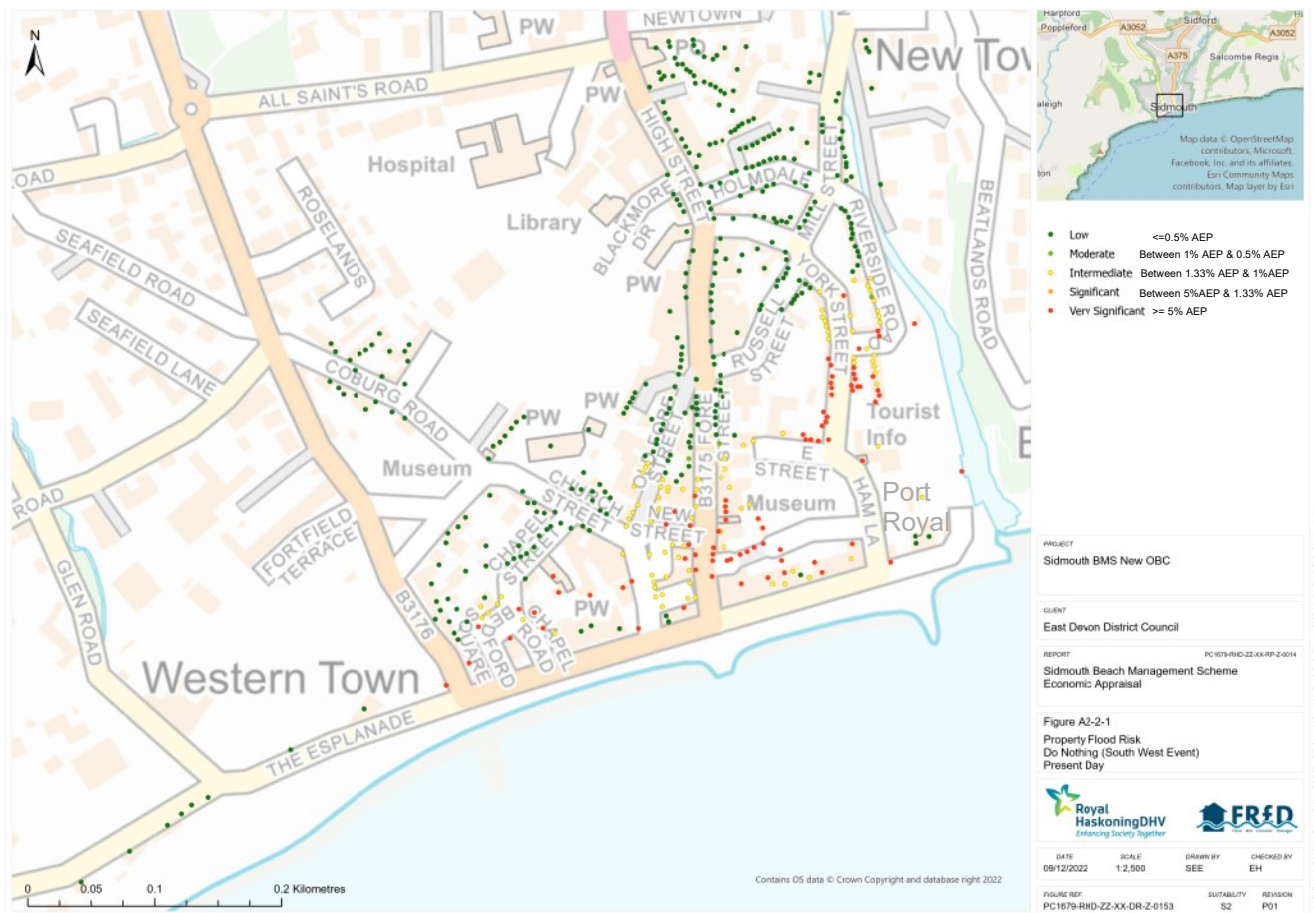 N
NEWTOWN
PW
PO
New Tov
ALL SAINT'S ROAD
PW
HIGH STREET
Hospital
OAD
ROSELANDS
HOLMDALE
MILL STREET
BLACKMORE DR
Library
RIVERSIDE ROAD
BEATLANDS ROAD
SEAFIELD ROAD
PW
YORK STREET
RUSSELL STREET
SEAFIELD LANE
COBURG ROAD
PW
PW
Tourist
Info
B3175 FORE STREET
E
STREET
Museum
CHURCH STREET
NEW STREET
Museum
HAM LA
Port
Royal
ROAD
FORTFIELD TERRACE
CHAPEL STREET
GLEN ROAD
B3176
PW
BEDFORD SQUARE
CHAPEL ROAD
Western Town
THE ESPLANADE
0 0.05 0.1 0.2 Kilometres
Contains OS data © Crown Copyright and database right 2022
Harpford
Poppleford
A3052
Sidford
A3052
A375
Salcombe Regis
aleigh
Sidmouth
ton
Map data © OpenStreetMap
contributors, Microsoft,
Facebook, Inc. and its affiliates,
Esri Community Maps
contributors, Map layer by Esri
Low <=0.5% AEP
Moderate Between 1% AEP & 0.5% AEP
Intermediate Between 1.33% AEP & 1%AEP
Significant Between 5%AEP & 1.33% AEP
Very Significant >= 5% AEP
PROJECT
Sidmouth BMS New OBC
CLIENT
East Devon District Council
REPORT PC1679-RHD-ZZ-XX-RP-Z-0014
Sidmouth Beach Management Scheme
Economic Appraisal
Figure A2-2-1
Property Flood Risk
Do Nothing (South West Event)
Present Day
Royal
HaskoningDHV
Enhancing Society Together
FRED
DATE SCALE DRAWN BY CHECKED BY
09/12/2022 1:2,500 SEE EH
FIGURE REF. SUITABILITY REVISION
PC1679-RHD-ZZ-XX-DR-Z-0153 S2 P01